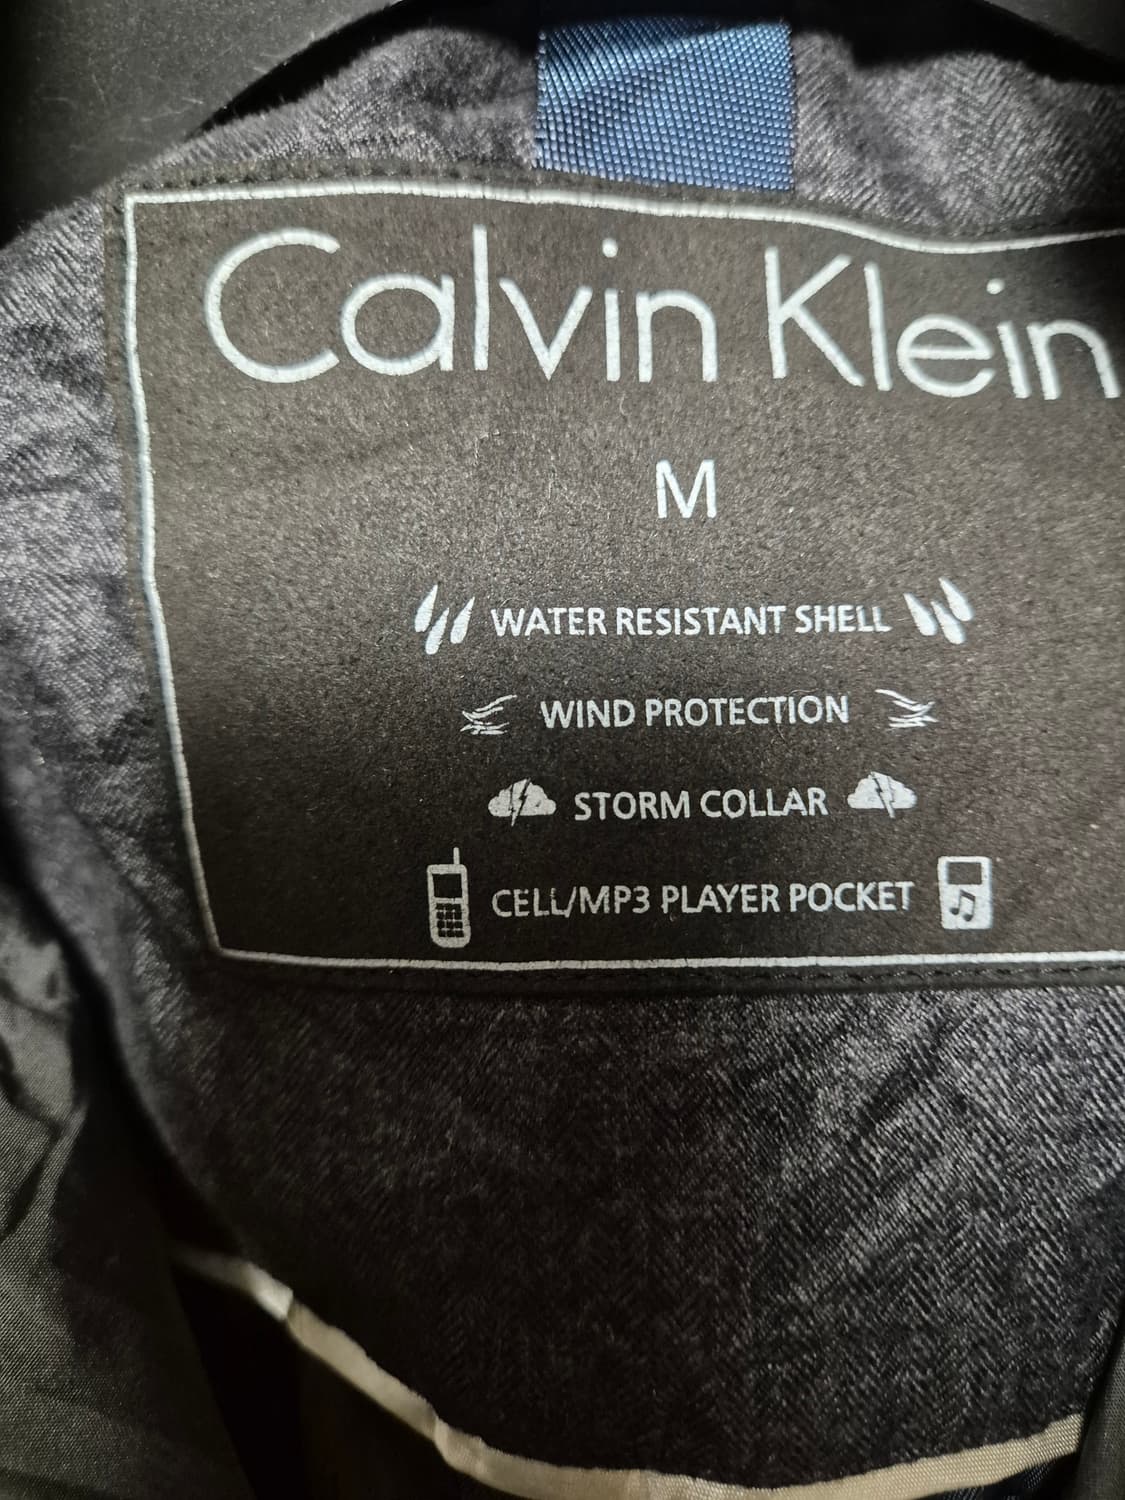 Calvin Klein
M
WATER RESISTANT SHELL
WIND PROTECTION
STORM COLLAR
CELL/MP3 PLAYER POCKET